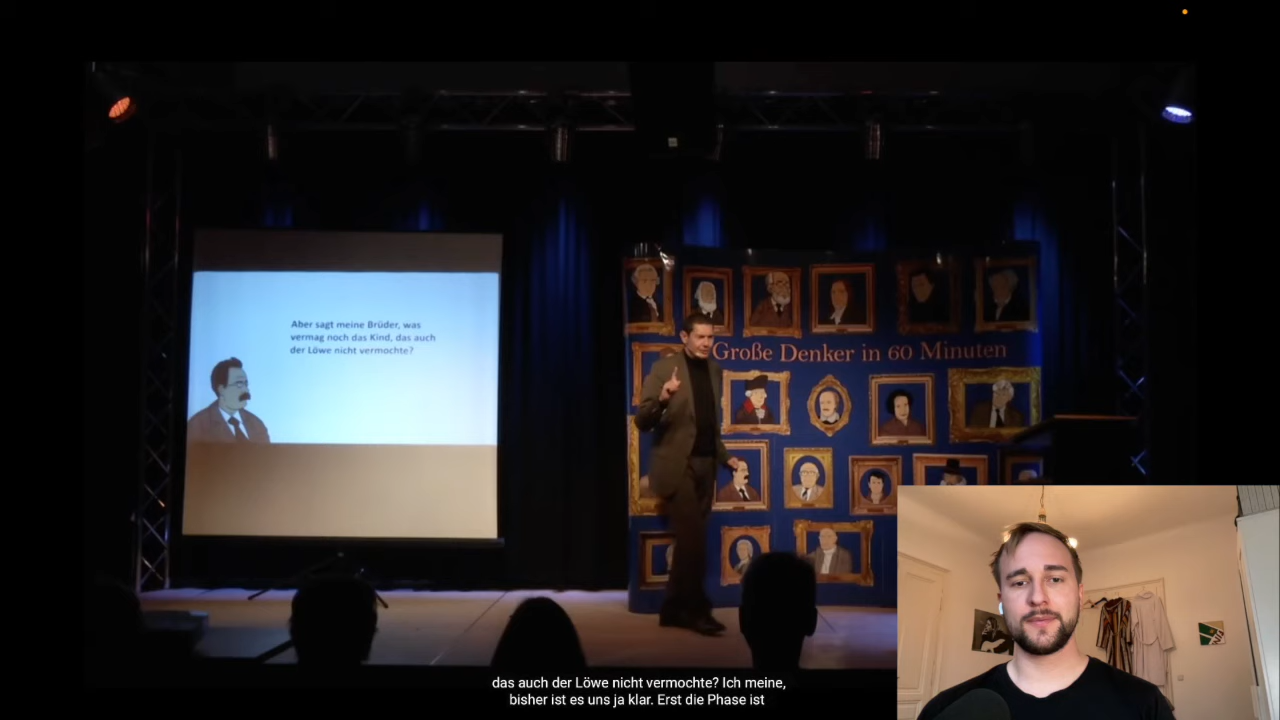 Aber sagt meine Brüder, was
vermag noch das Kind, das auch
der Löwe nicht vermochte?
Große Denker in 60 Minuten
das auch der Löwe nicht vermochte? Ich meine,
bisher ist es uns ja klar. Erst die Phase ist